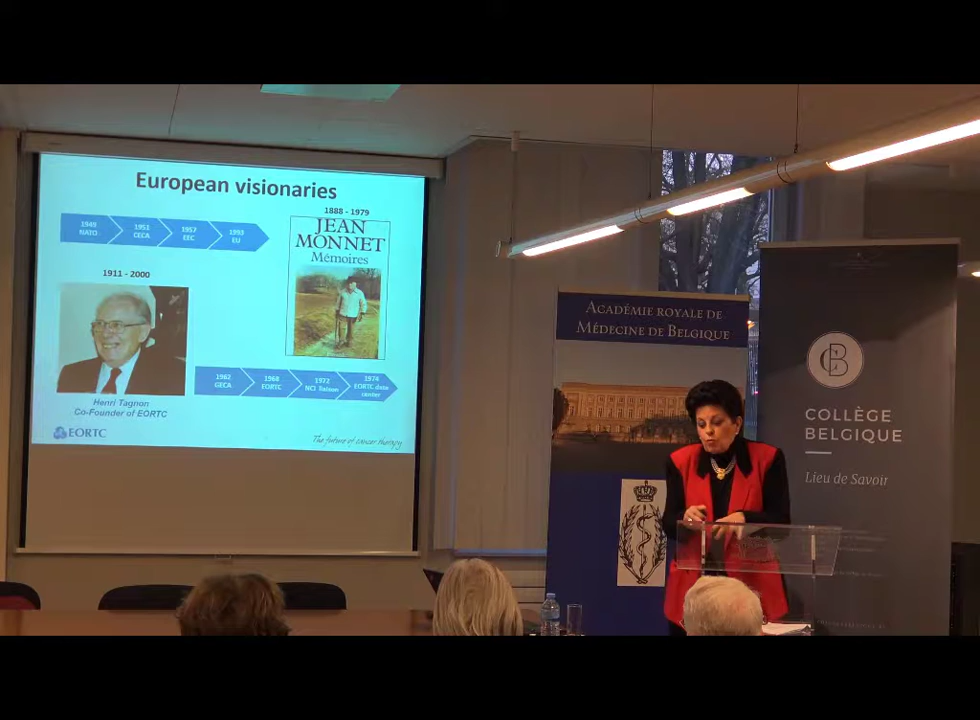 European visionaries
1949
NATO
1951
CECA
1957
EEC
1993
EU
1888 - 1979
JEAN
MONNET
Mémoires
1911 - 2000
Henri Tagnon
Co-Founder of EORTC
1962
GECA
1968
EORTC
1972
NCI liaison
1974
EORTC data
center
EORTC
The future of cancer therapy
ACADÉMIE ROYALE DE
MÉDECINE DE BELGIQUE
CB
COLLÈGE
BELGIQUE
Lieu de Savoir